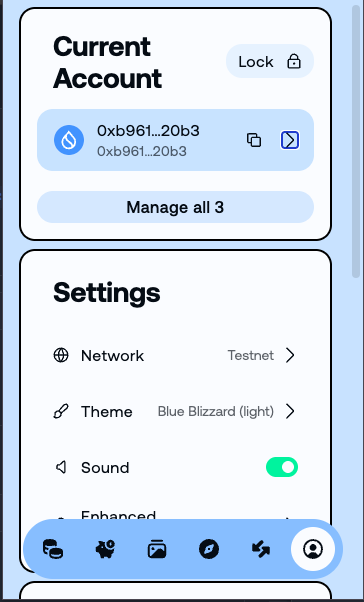 Current
Account
Lock
0xb961...20b3
0xb961...20b3
Manage all 3
Settings
Network
Testnet
Theme
Blue Blizzard (light)
Sound
Enhanced